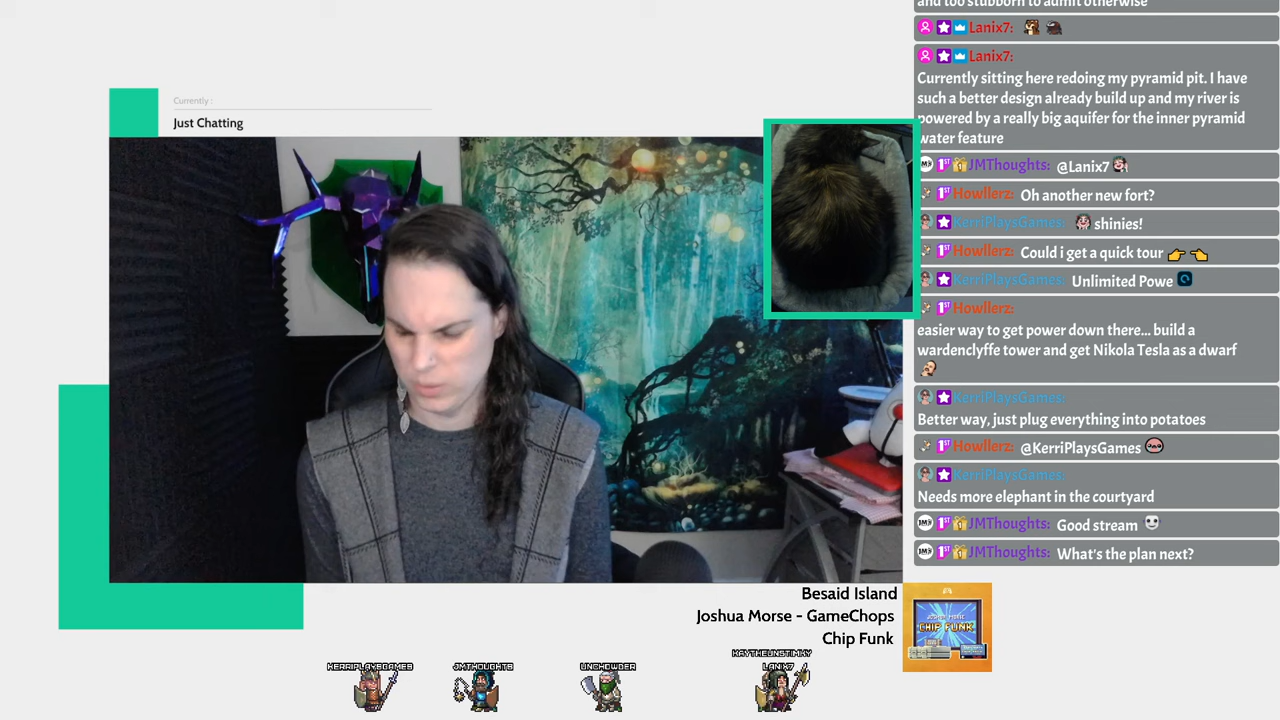 and too stubborn to admit otherwise
Lanix7:
Lanix7:
Currently sitting here redoing my pyramid pit. I have
such a better design already build up and my river is
powered by a really big aquifer for the inner pyramid
water feature
JMThoughts: @Lanix7
Howllerz: Oh another new fort?
KerriPlaysGames: shinies!
Howllerz: Could i get a quick tour
KerriPlaysGames: Unlimited Powe
Howllerz:
easier way to get power down there... build a
wardenclyffe tower and get Nikola Tesla as a dwarf
KerriPlaysGames:
Better way, just plug everything into potatoes
Howllerz: @KerriPlaysGames
KerriPlaysGames:
Needs more elephant in the courtyard
JMThoughts: Good stream
JMThoughts: What's the plan next?
Currently :
Just Chatting
Besaid Island
Joshua Morse - GameChops
Chip Funk
CHIP FUNK
KERRIPLAYSGAMES
JMTHOUGHTS
UNCHOWDER
KAYTHEUNSTINKY
LANIX7